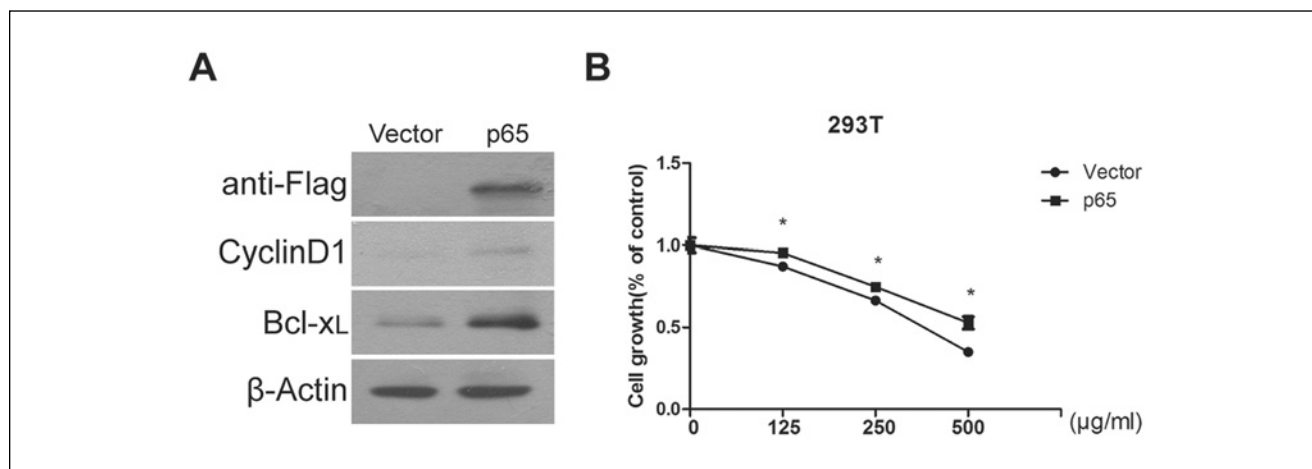 A
Vector p65
anti-Flag
CyclinD1
Bcl-xL
β-Actin
B
293T
Cell growth(% of control)
1.5
1.0
0.5
0.0
0 125 250 500 (μg/ml)
* * *
Vector
p65